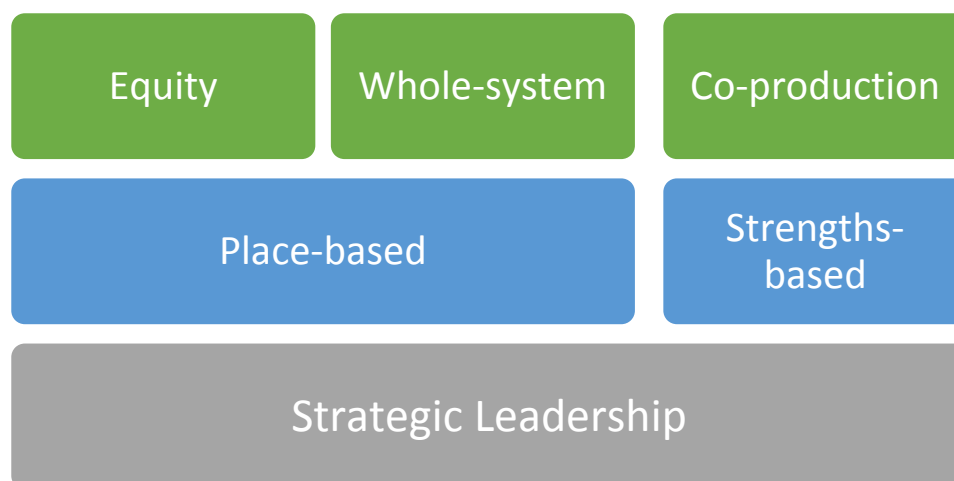 Equity
Whole-system
Co-production
Place-based
Strengths-
based
Strategic Leadership